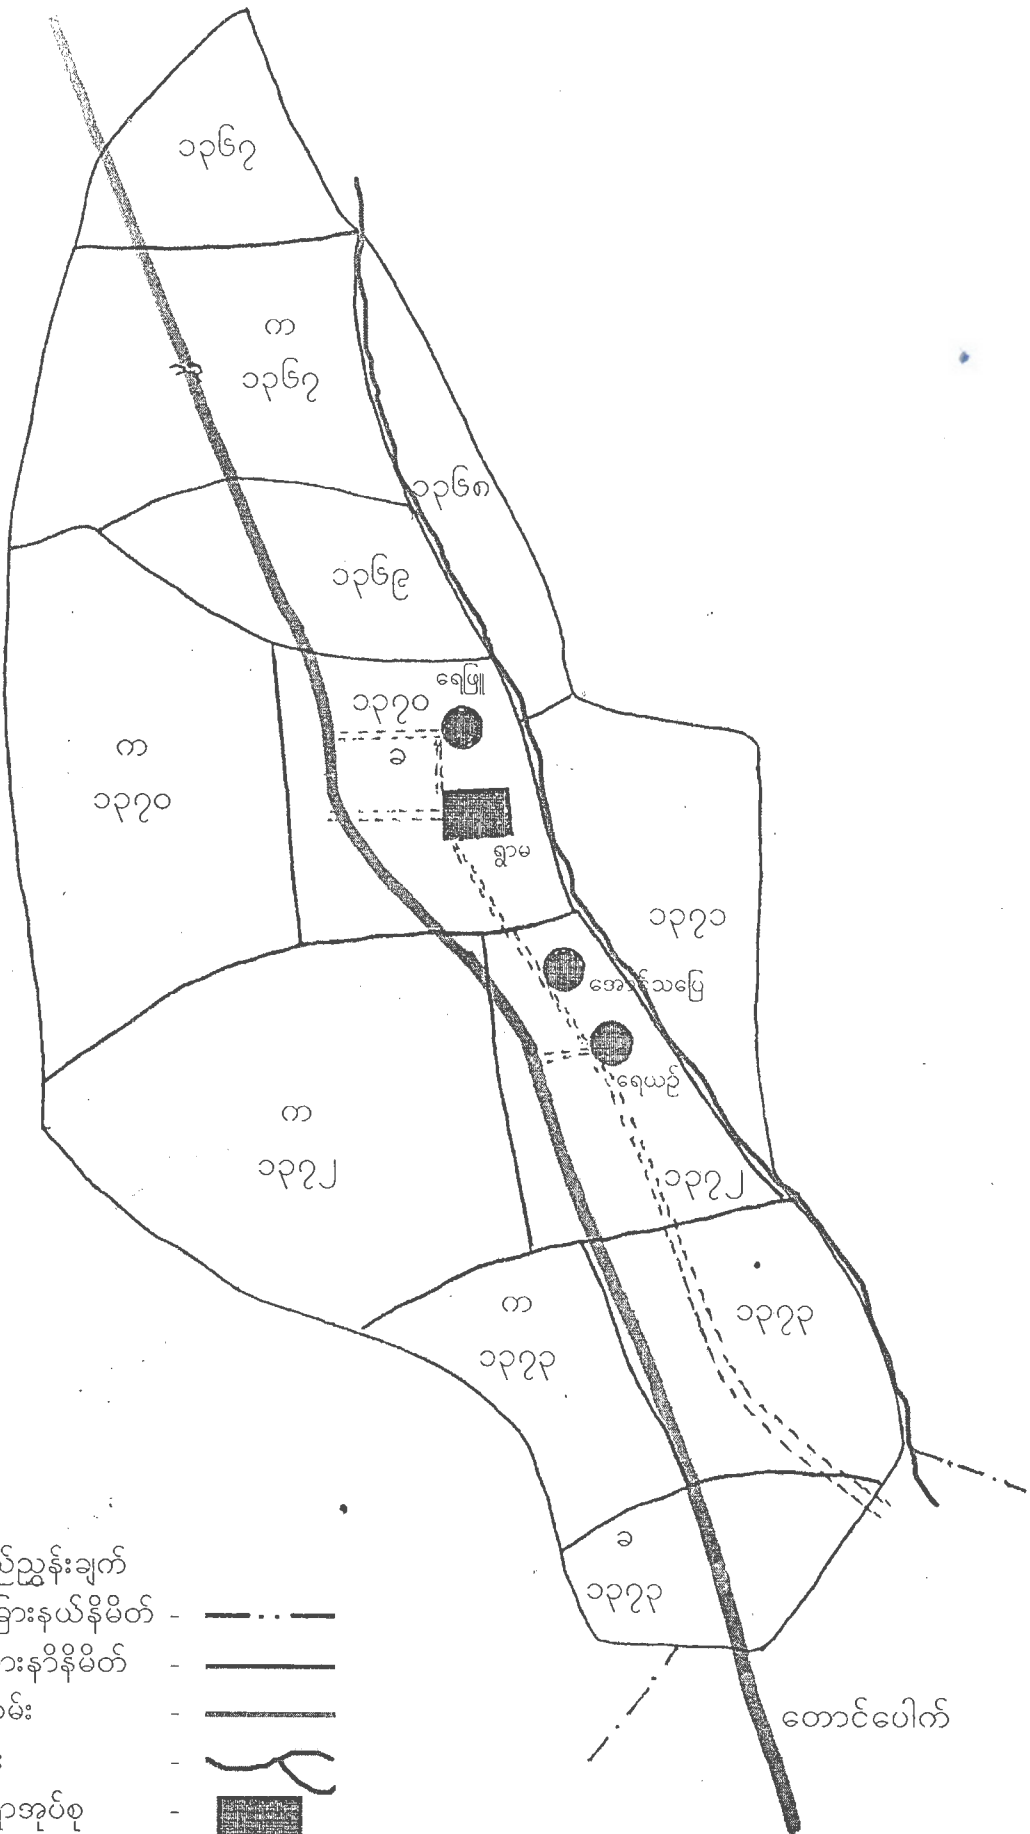 ၁၃၆၇
က
၁၃၆၇
၁၃၆၈
၁၃၆၉
ရေဖြူ
၁၃၇၀
ခ
က
၁၃၇၀
ရွာမ
၁၃၇၁
အောင်သပြေ
ရေယဉ်
က
၁၃၇၂
၁၃၇၂
က
၁၃၇၃
၁၃၇၃
ခ
၁၃၇၃
တောင်ပေါက်
ညွှန်းချက်
ခြားနယ်နိမိတ် -
နိမိတ် -
မ်း -
-
အုပ်စု -